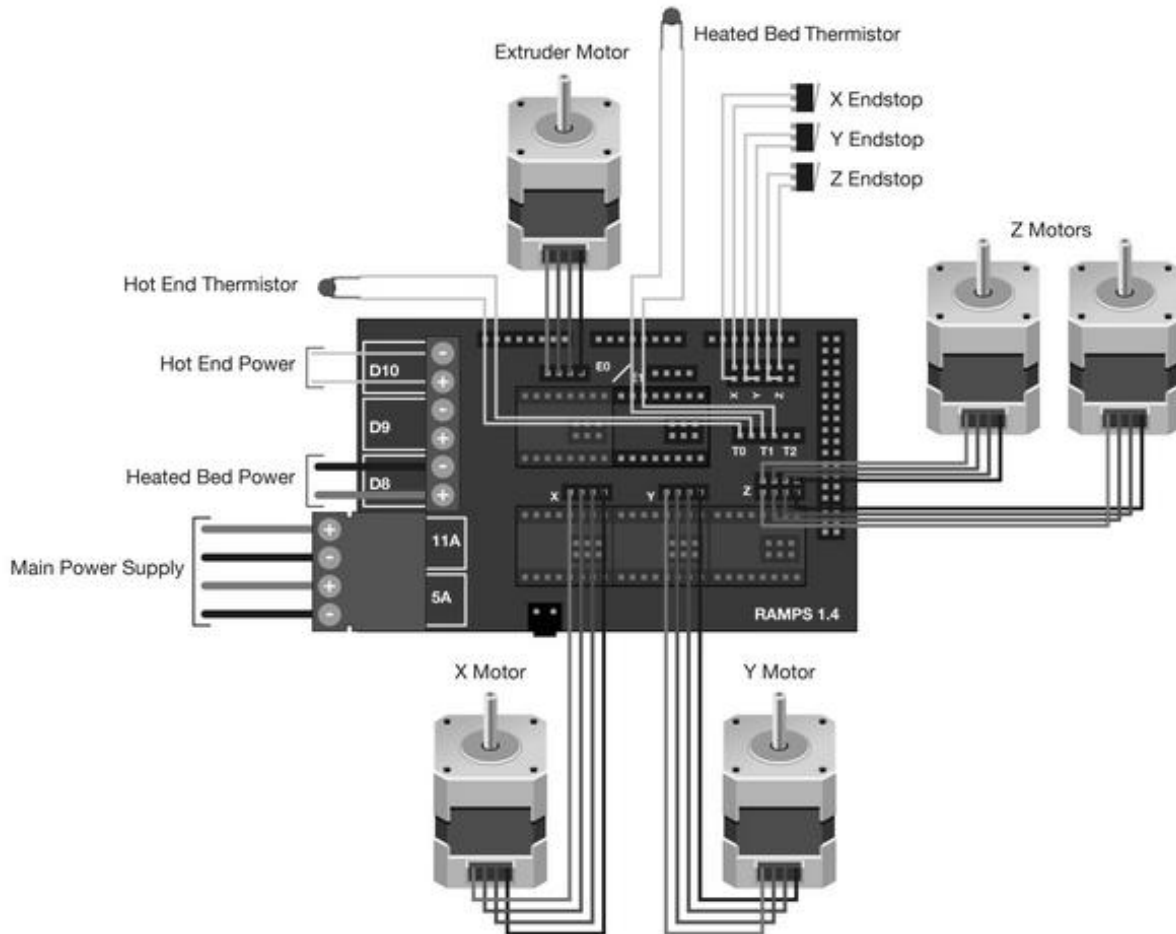 Heated Bed Thermistor
Extruder Motor
X Endstop
Y Endstop
Z Endstop
Z Motors
Hot End Thermistor
Hot End Power
D10
E0
E1
X
Y
Z
D9
T0 T1 T2
Heated Bed Power
D8
X
Y
Z
Main Power Supply
11A
5A
RAMPS 1.4
X Motor
Y Motor